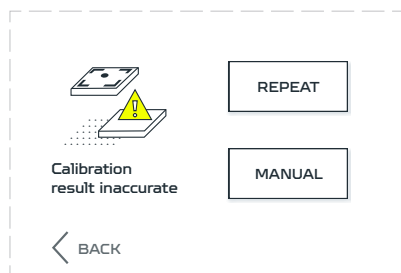 REPEAT
MANUAL
Calibration
result inaccurate
BACK